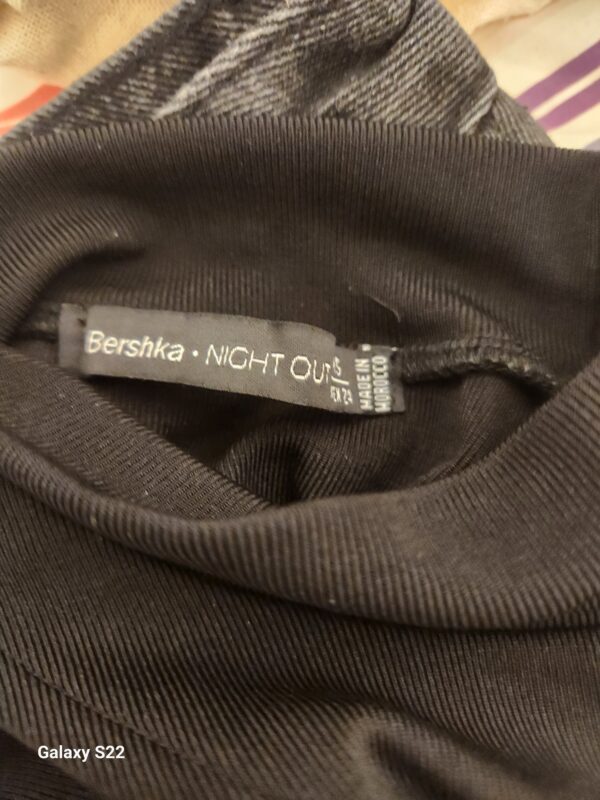 Bershka • NIGHT OUT
MADE IN
MOROCCO
Galaxy S22